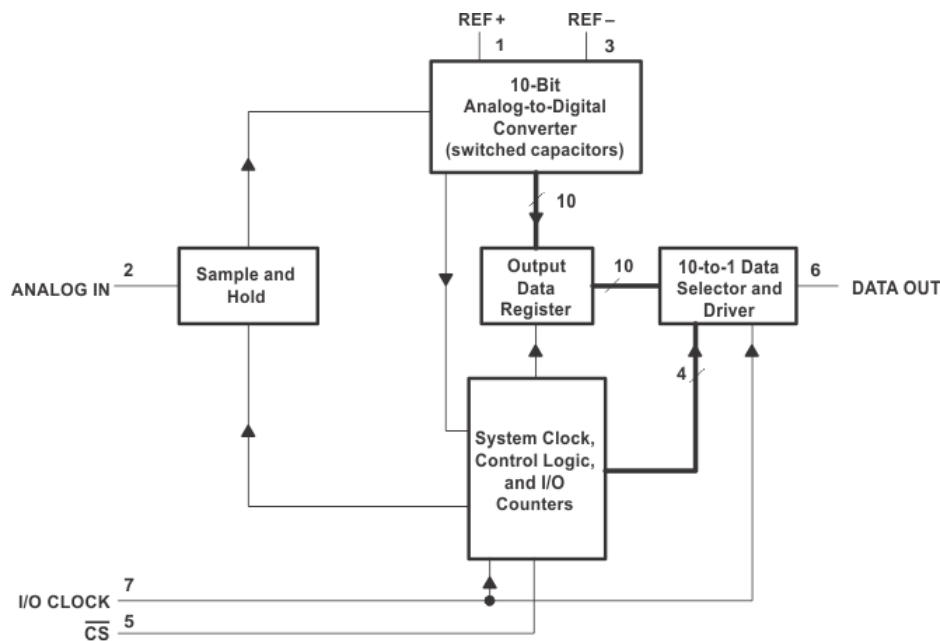 REF+
REF–
1
3
10-Bit
Analog-to-Digital
Converter
(switched capacitors)
10
2
ANALOG IN
Sample and
Hold
Output
Data
Register
10
10-to-1 Data
Selector and
Driver
6
DATA OUT
4
System Clock,
Control Logic,
and I/O
Counters
7
I/O CLOCK
5
CS